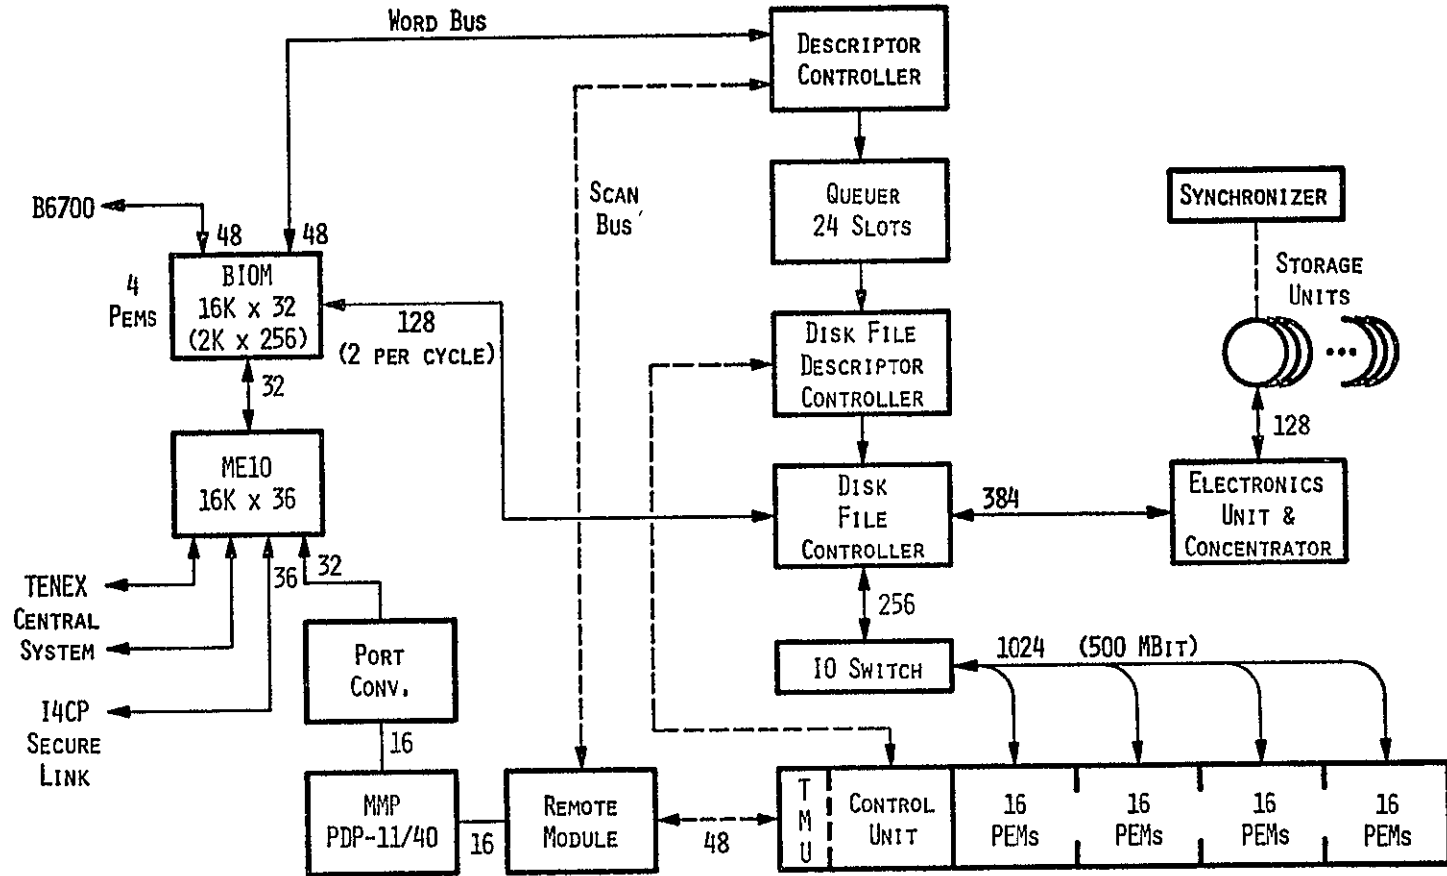 WORD BUS
DESCRIPTOR
CONTROLLER
SCAN
BUS
QUEUER
24 SLOTS
SYNCHRONIZER
B6700
48
48
4
PEMS
BIOM
16K x 32
(2K x 256)
128
(2 PER CYCLE)
STORAGE
UNITS
DISK FILE
DESCRIPTOR
CONTROLLER
32
128
ME10
16K x 36
DISK
FILE
CONTROLLER
384
ELECTRONICS
UNIT &
CONCENTRATOR
36
32
TENEX
CENTRAL
SYSTEM
256
PORT
CONV.
IO SWITCH
1024 (500 MBIT)
I4CP
SECURE
LINK
16
MMP
PDP-11/40
16
REMOTE
MODULE
48
T
M
U
CONTROL
UNIT
16
PEMs
16
PEMs
16
PEMs
16
PEMs